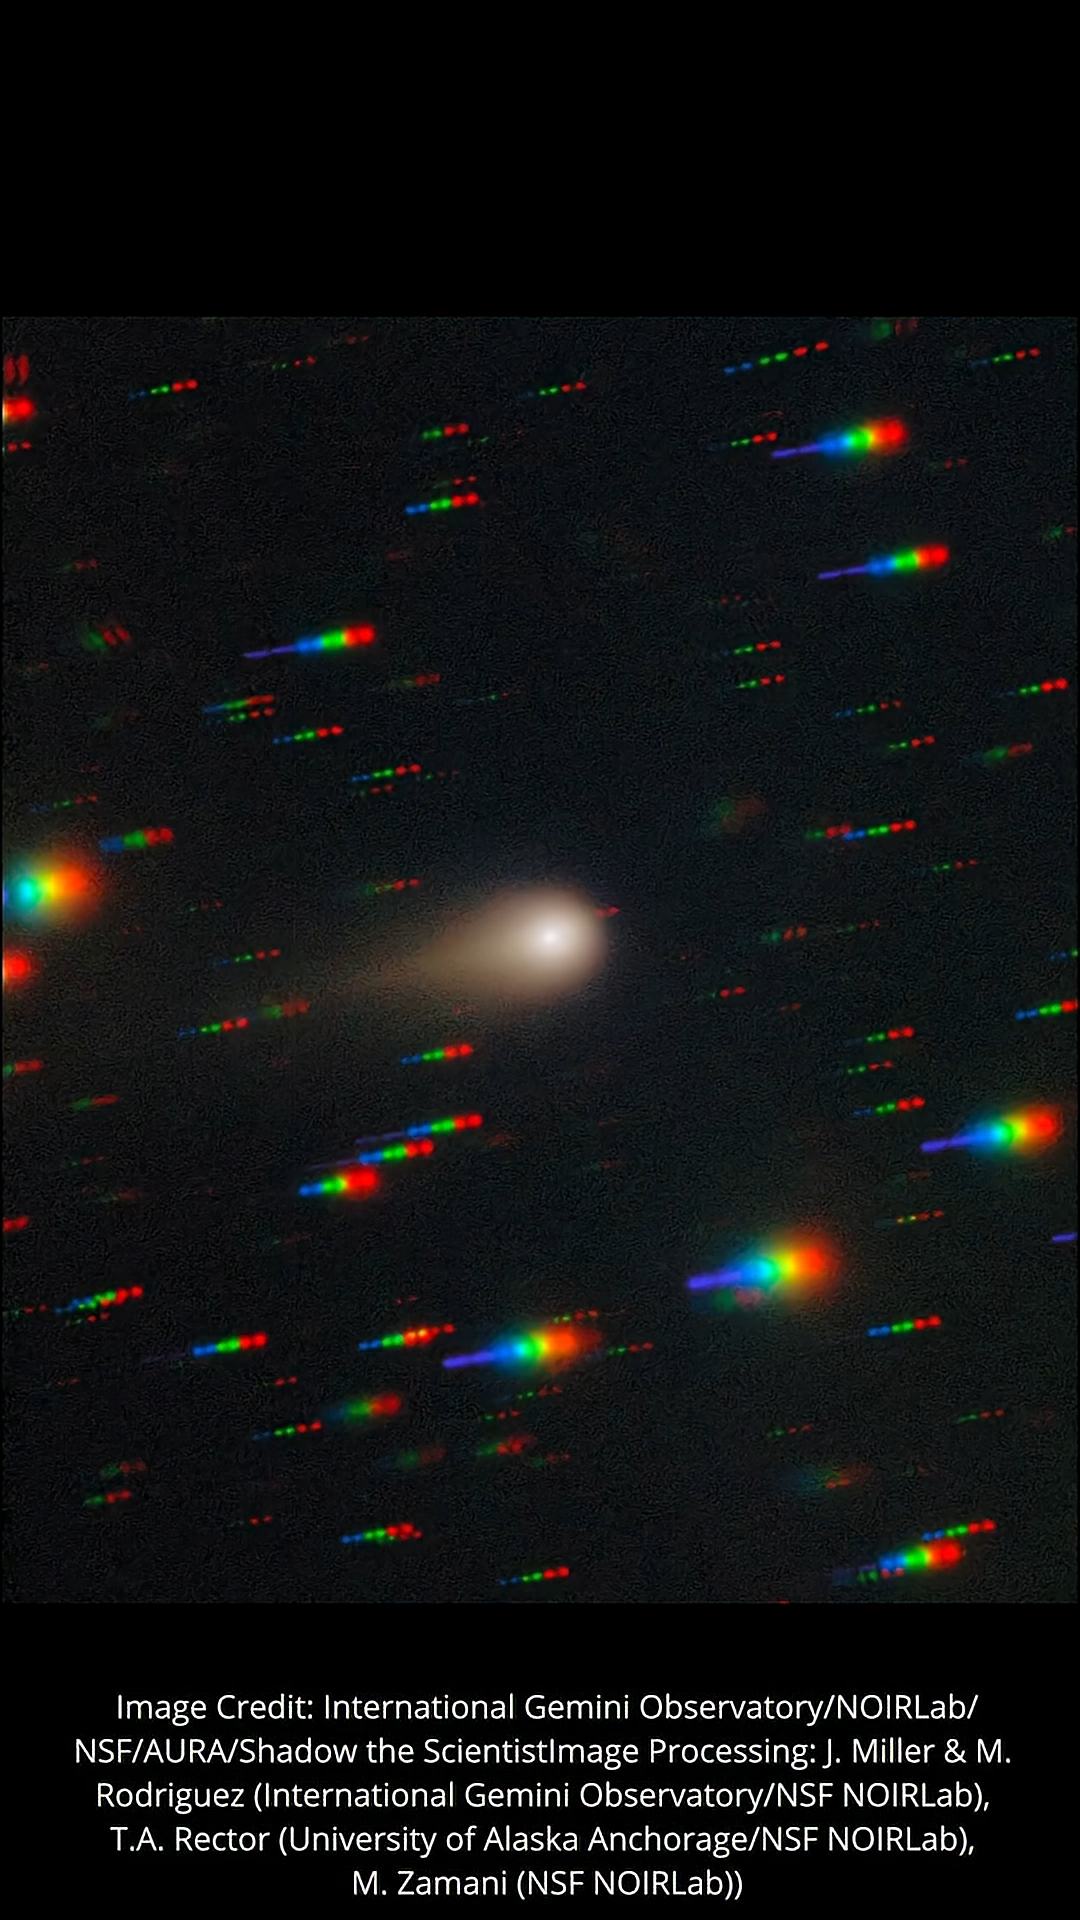 Image Credit: International Gemini Observatory/NOIRLab/
NSF/AURA/Shadow the ScientistImage Processing: J. Miller & M.
Rodriguez (International Gemini Observatory/NSF NOIRLab),
T.A. Rector (University of Alaska Anchorage/NSF NOIRLab),
M. Zamani (NSF NOIRLab))